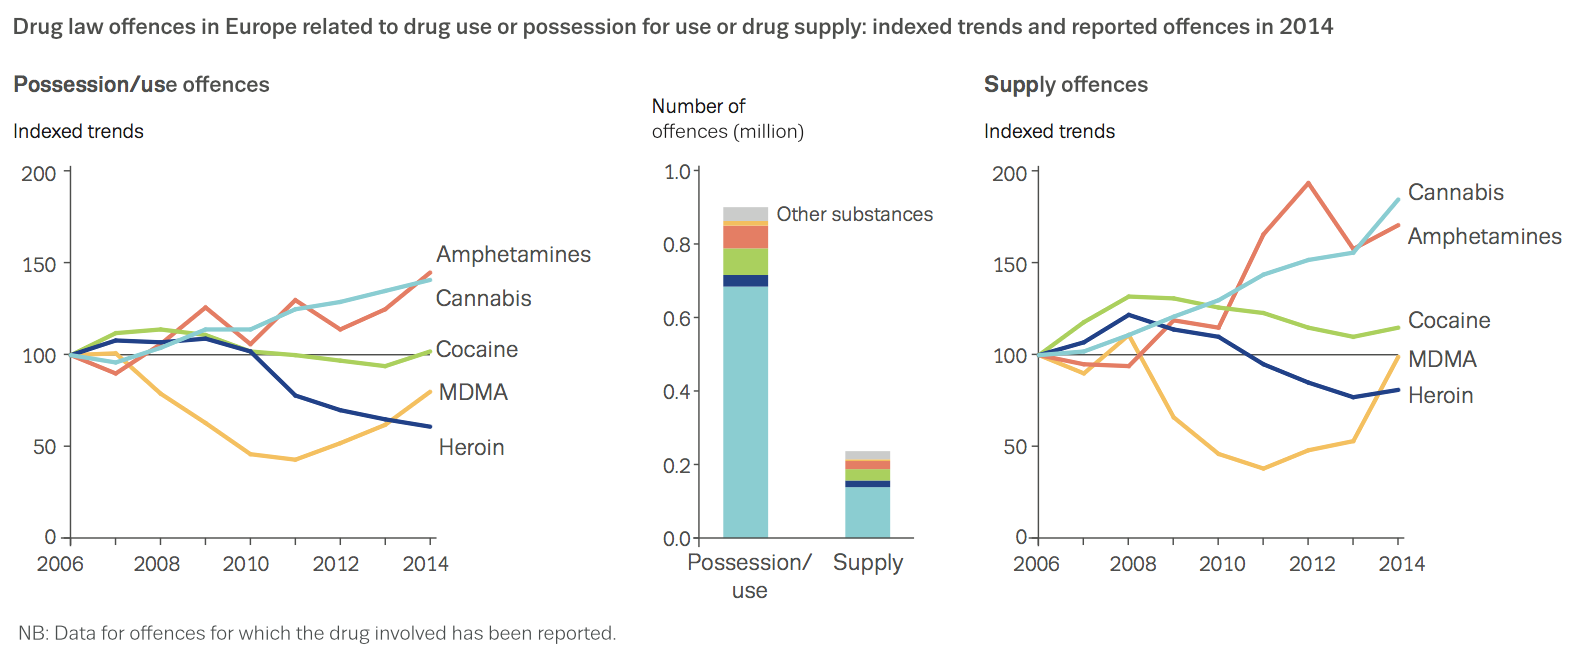 Drug law offences in Europe related to drug use or possession for use or drug supply: indexed trends and reported offences in 2014
Possession/use offences
Indexed trends
200
150
100
50
0
2006
2008
2010
2012
2014
Amphetamines
Cannabis
Cocaine
MDMA
Heroin
Number of
offences (million)
1.0
0.8
0.6
0.4
0.2
0.0
Other substances
Possession/
use
Supply
Supply offences
Indexed trends
200
150
100
50
0
2006
2008
2010
2012
2014
Cannabis
Amphetamines
Cocaine
MDMA
Heroin
NB: Data for offences for which the drug involved has been reported.